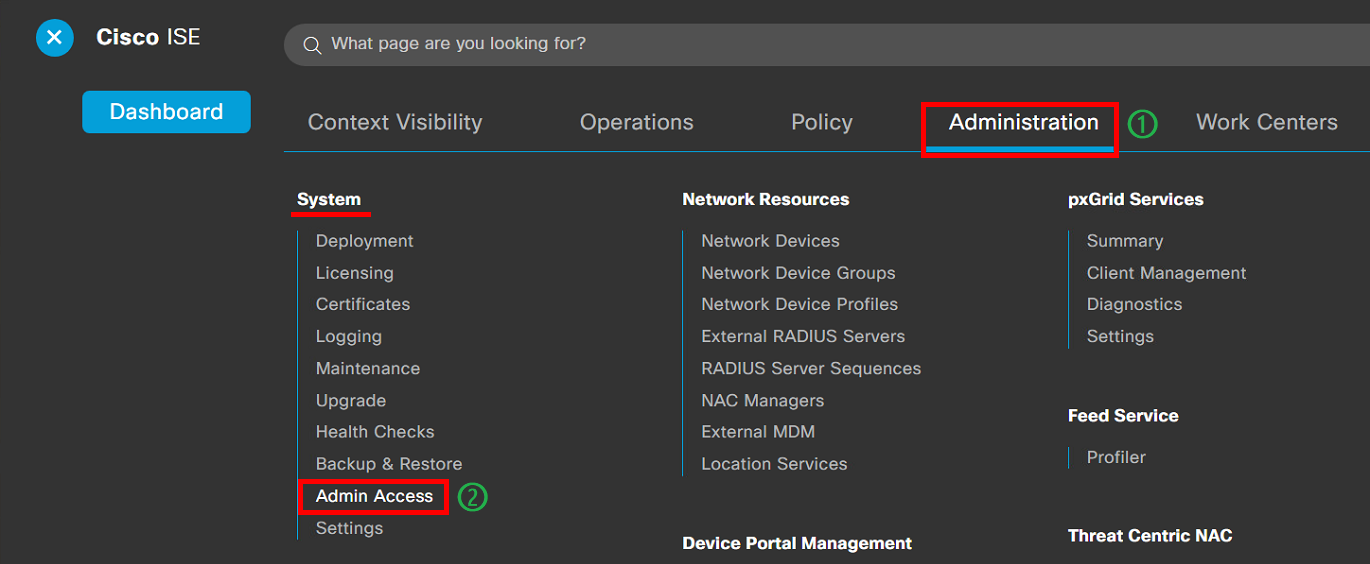 Cisco ISE
What page are you looking for?
Dashboard
Context Visibility
Operations
Policy
Administration
1
Work Centers
System
Deployment
Licensing
Certificates
Logging
Maintenance
Upgrade
Health Checks
Backup & Restore
Admin Access
2
Settings
Network Resources
Network Devices
Network Device Groups
Network Device Profiles
External RADIUS Servers
RADIUS Server Sequences
NAC Managers
External MDM
Location Services
Device Portal Management
pxGrid Services
Summary
Client Management
Diagnostics
Settings
Feed Service
Profiler
Threat Centric NAC